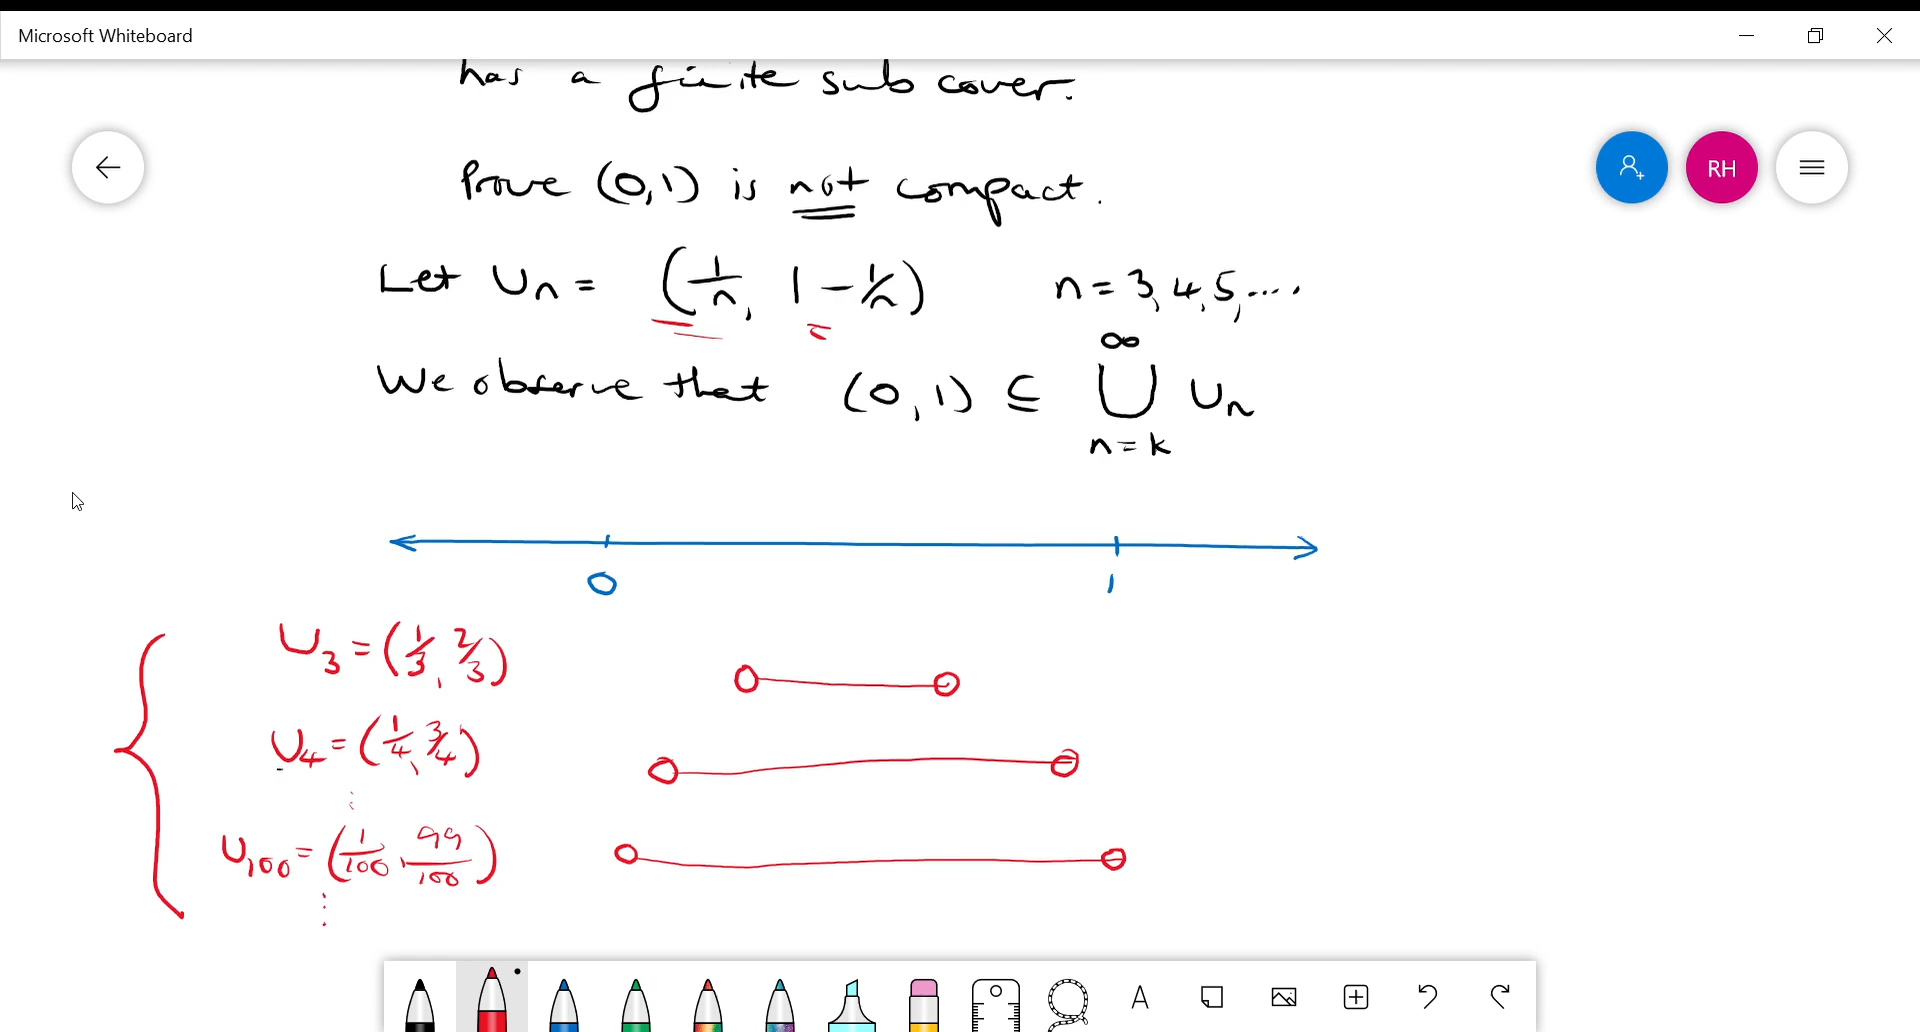 Microsoft Whiteboard
has a finite sub cover.
Prove (0,1) is not compact.
RH
Let Un = (1/n, 1 - 1/n) n = 3, 4, 5, ....
We observe that (0,1) ⊆ ∞ ⋃ n=k Un
0 1
U3 = (1/3, 2/3)
U4 = (1/4, 3/4)
⋮
U100 = (1/100, 99/100)
⋮
A